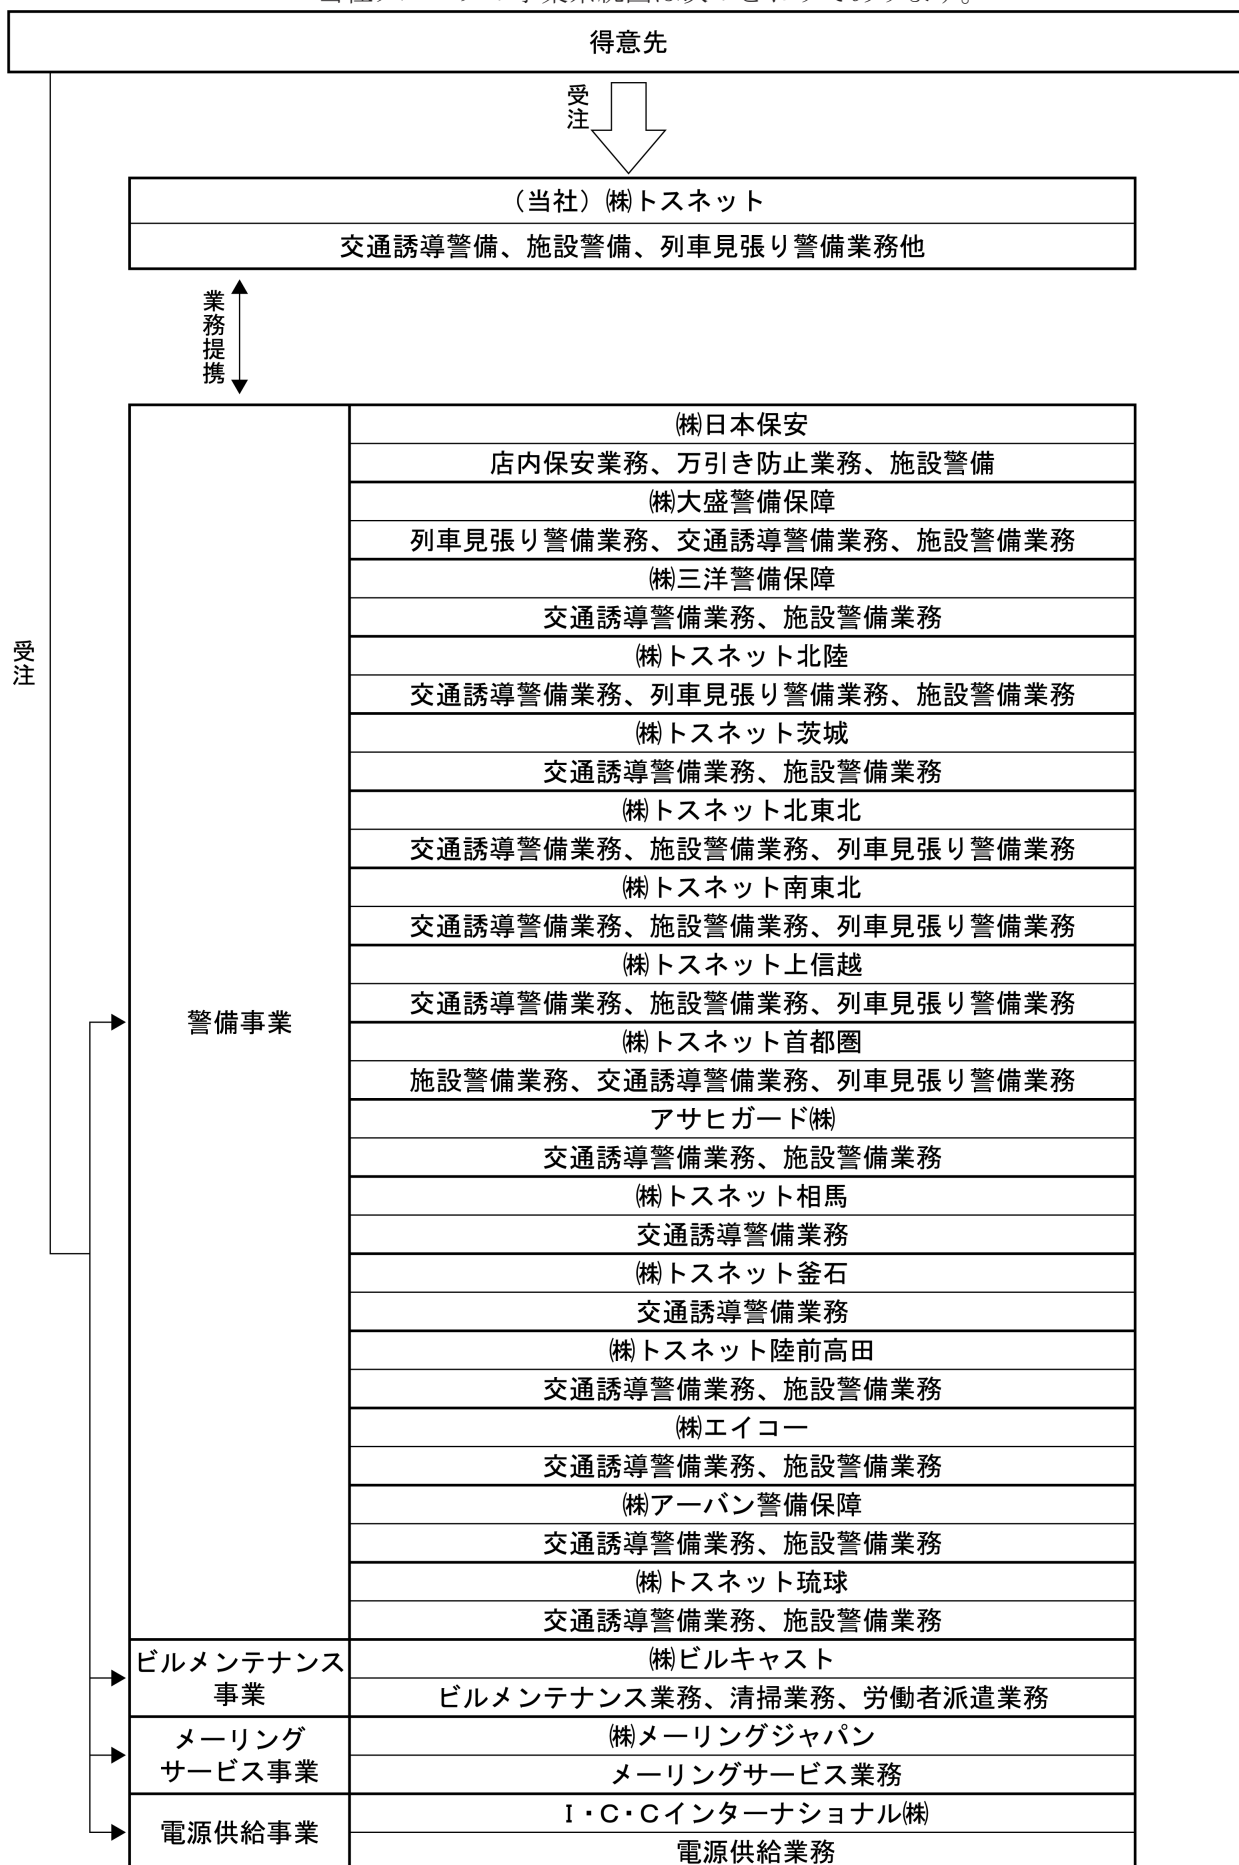 当社グループの事業系統図は次のとおりであります。
得意先
受注
(当社)㈱トスネット
交通誘導警備、施設警備、列車見張り警備業務他
業務提携
㈱日本保安
店内保安業務、万引き防止業務、施設警備
㈱大盛警備保障
列車見張り警備業務、交通誘導警備業務、施設警備業務
㈱三洋警備保障
交通誘導警備業務、施設警備業務
受注
㈱トスネット北陸
交通誘導警備業務、列車見張り警備業務、施設警備業務
㈱トスネット茨城
交通誘導警備業務、施設警備業務
㈱トスネット北東北
交通誘導警備業務、施設警備業務、列車見張り警備業務
㈱トスネット南東北
交通誘導警備業務、施設警備業務、列車見張り警備業務
㈱トスネット上信越
交通誘導警備業務、施設警備業務、列車見張り警備業務
警備事業
㈱トスネット首都圏
施設警備業務、交通誘導警備業務、列車見張り警備業務
アサヒガード㈱
交通誘導警備業務、施設警備業務
㈱トスネット相馬
交通誘導警備業務
㈱トスネット釜石
交通誘導警備業務
㈱トスネット陸前高田
交通誘導警備業務、施設警備業務
㈱エイコー
交通誘導警備業務、施設警備業務
㈱アーバン警備保障
交通誘導警備業務、施設警備業務
㈱トスネット琉球
交通誘導警備業務、施設警備業務
ビルメンテナンス
事業
㈱ビルキャスト
ビルメンテナンス業務、清掃業務、労働者派遣業務
メーリング
サービス事業
㈱メーリングジャパン
メーリングサービス業務
電源供給事業
I・C・Cインターナショナル㈱
電源供給業務